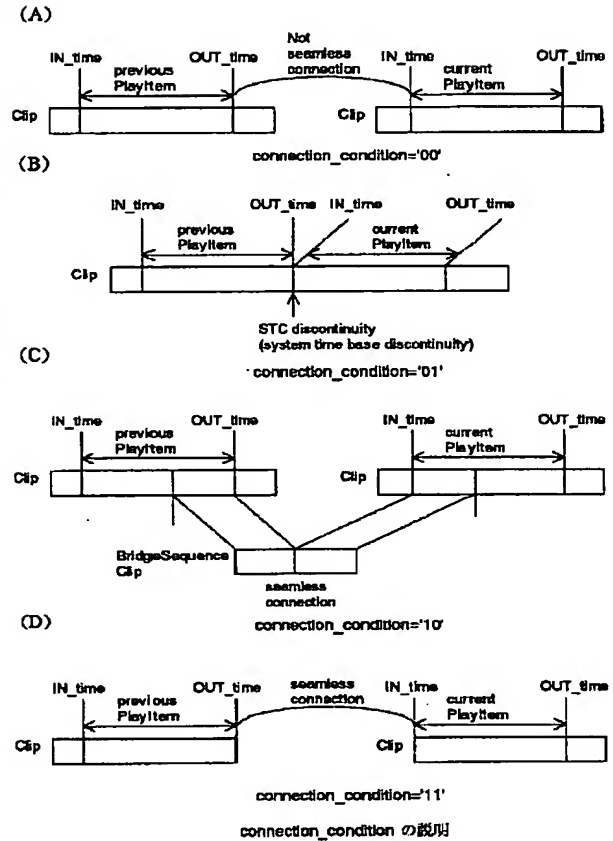 (A)
Not
seamless
connection
IN_time
OUT_time
IN_time
OUT_time
previous
PlayItem
current
PlayItem
Clip
Clip
connection_condition='00'
(B)
IN_time
OUT_time
IN_time
OUT_time
previous
PlayItem
current
PlayItem
Clip
STC discontinuity
(system time base discontinuity)
connection_condition='01'
(C)
IN_time
OUT_time
IN_time
OUT_time
previous
PlayItem
current
PlayItem
Clip
Clip
BridgeSequence
Clip
seamless
connection
connection_condition='10'
(D)
IN_time
OUT_time
seamless
connection
IN_time
OUT_time
previous
PlayItem
current
PlayItem
Clip
Clip
connection_condition='11'
connection_condition の説明